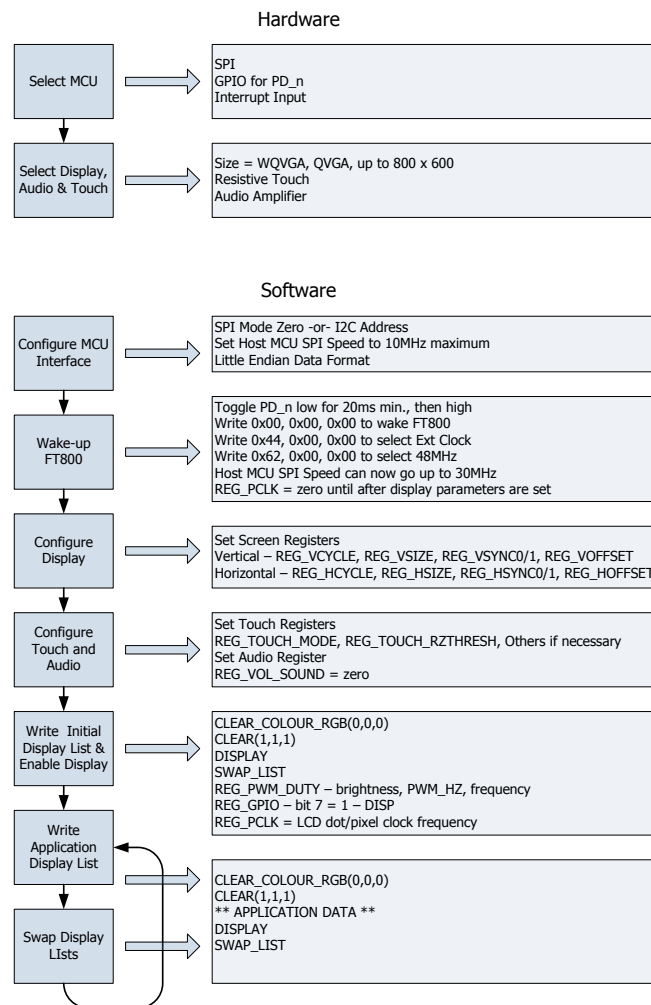 Hardware
Select MCU
SPI
GPIO for PD_n
Interrupt Input
Select Display,
Audio & Touch
Size = WQVGA, QVGA, up to 800 x 600
Resistive Touch
Audio Amplifier
Software
Configure MCU
Interface
SPI Mode Zero -or- I2C Address
Set Host MCU SPI Speed to 10MHz maximum
Little Endian Data Format
Wake-up
FT800
Toggle PD_n low for 20ms min., then high
Write 0x00, 0x00, 0x00 to wake FT800
Write 0x44, 0x00, 0x00 to select Ext Clock
Write 0x62, 0x00, 0x00 to select 48MHz
Host MCU SPI Speed can now go up to 30MHz
REG_PCLK = zero until after display parameters are set
Configure
Display
Set Screen Registers
Vertical – REG_VCYCLE, REG_VSIZE, REG_VSYNC0/1, REG_VOFFSET
Horizontal – REG_HCYCLE, REG_HSIZE, REG_HSYNC0/1, REG_HOFFSET
Configure
Touch and
Audio
Set Touch Registers
REG_TOUCH_MODE, REG_TOUCH_RZTHRESH, Others if necessary
Set Audio Register
REG_VOL_SOUND = zero
Write Initial
Display List &
Enable Display
CLEAR_COLOUR_RGB(0,0,0)
CLEAR(1,1,1)
DISPLAY
SWAP_LIST
REG_PWM_DUTY – brightness, PWM_HZ, frequency
REG_GPIO – bit 7 = 1 – DISP
REG_PCLK = LCD dot/pixel clock frequency
Write
Application
Display List
CLEAR_COLOUR_RGB(0,0,0)
CLEAR(1,1,1)
** APPLICATION DATA **
DISPLAY
SWAP_LIST
Swap Display
LIsts